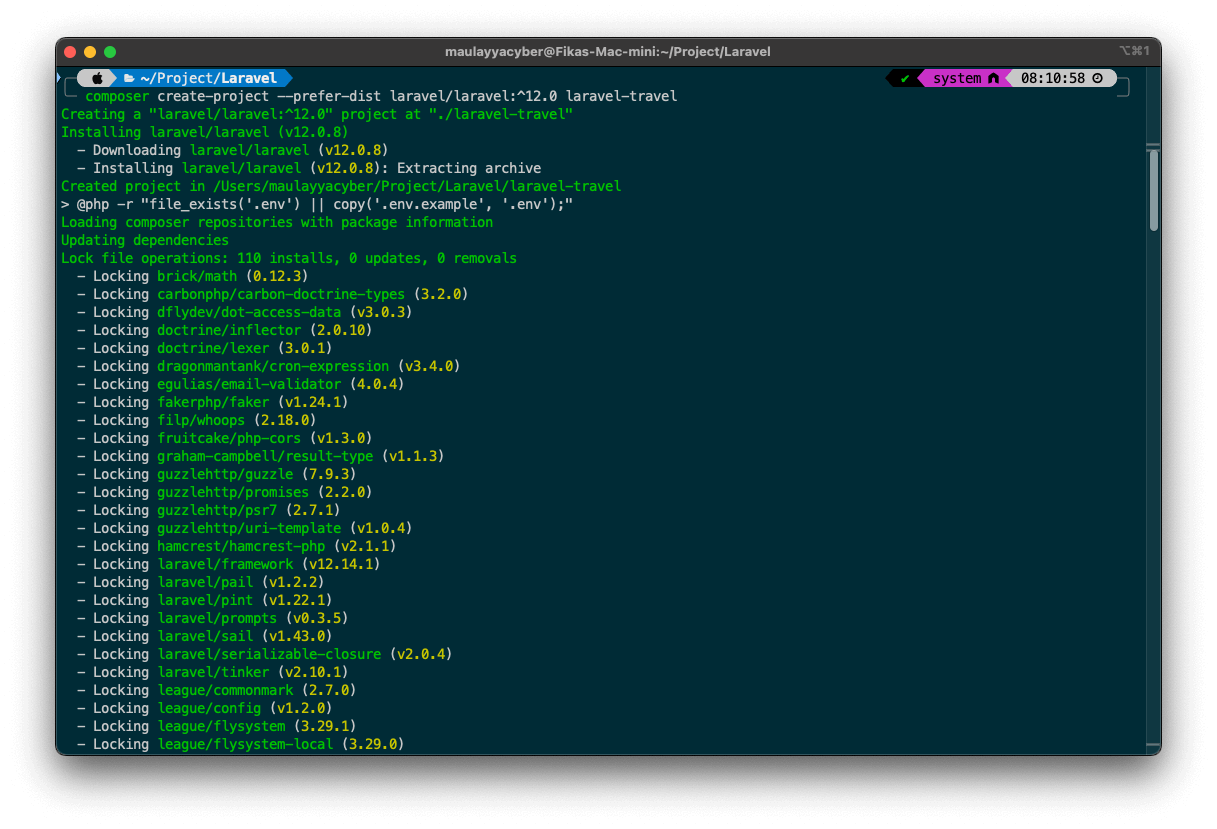 maulayyacyber@Fikas-Mac-mini:~/Project/Laravel ⌥⌘1
~/Project/Laravel ✔ system 08:10:58
composer create-project --prefer-dist laravel/laravel:^12.0 laravel-travel
Creating a "laravel/laravel:^12.0" project at "./laravel-travel"
Installing laravel/laravel (v12.0.8)
- Downloading laravel/laravel (v12.0.8)
- Installing laravel/laravel (v12.0.8): Extracting archive
Created project in /Users/maulayyacyber/Project/Laravel/laravel-travel
> @php -r "file_exists('.env') || copy('.env.example', '.env');"
Loading composer repositories with package information
Updating dependencies
Lock file operations: 110 installs, 0 updates, 0 removals
- Locking brick/math (0.12.3)
- Locking carbonphp/carbon-doctrine-types (3.2.0)
- Locking dflydev/dot-access-data (v3.0.3)
- Locking doctrine/inflector (2.0.10)
- Locking doctrine/lexer (3.0.1)
- Locking dragonmantank/cron-expression (v3.4.0)
- Locking egulias/email-validator (4.0.4)
- Locking fakerphp/faker (v1.24.1)
- Locking filp/whoops (2.18.0)
- Locking fruitcake/php-cors (v1.3.0)
- Locking graham-campbell/result-type (v1.1.3)
- Locking guzzlehttp/guzzle (7.9.3)
- Locking guzzlehttp/promises (2.2.0)
- Locking guzzlehttp/psr7 (2.7.1)
- Locking guzzlehttp/uri-template (v1.0.4)
- Locking hamcrest/hamcrest-php (v2.1.1)
- Locking laravel/framework (v12.14.1)
- Locking laravel/pail (v1.2.2)
- Locking laravel/pint (v1.22.1)
- Locking laravel/prompts (v0.3.5)
- Locking laravel/sail (v1.43.0)
- Locking laravel/serializable-closure (v2.0.4)
- Locking laravel/tinker (v2.10.1)
- Locking league/commonmark (2.7.0)
- Locking league/config (v1.2.0)
- Locking league/flysystem (3.29.1)
- Locking league/flysystem-local (3.29.0)